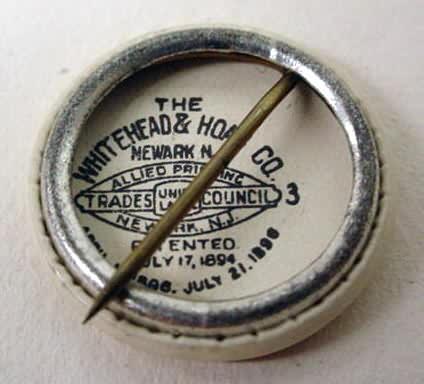 THE
WHITEHEAD & HOAG CO.
NEWARK N.J.
ALLIED PRINTING
TRADES UNION LABEL COUNCIL 3
NEWARK, N.J.
PATENTED
JULY 17, 1894
1896. JULY 21. 1896